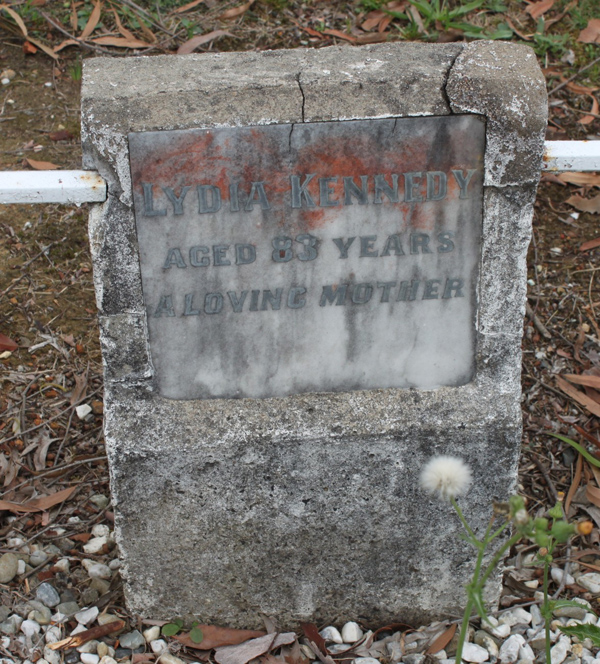 LYDIA KENNEDY
AGED 83 YEARS
A LOVING MOTHER